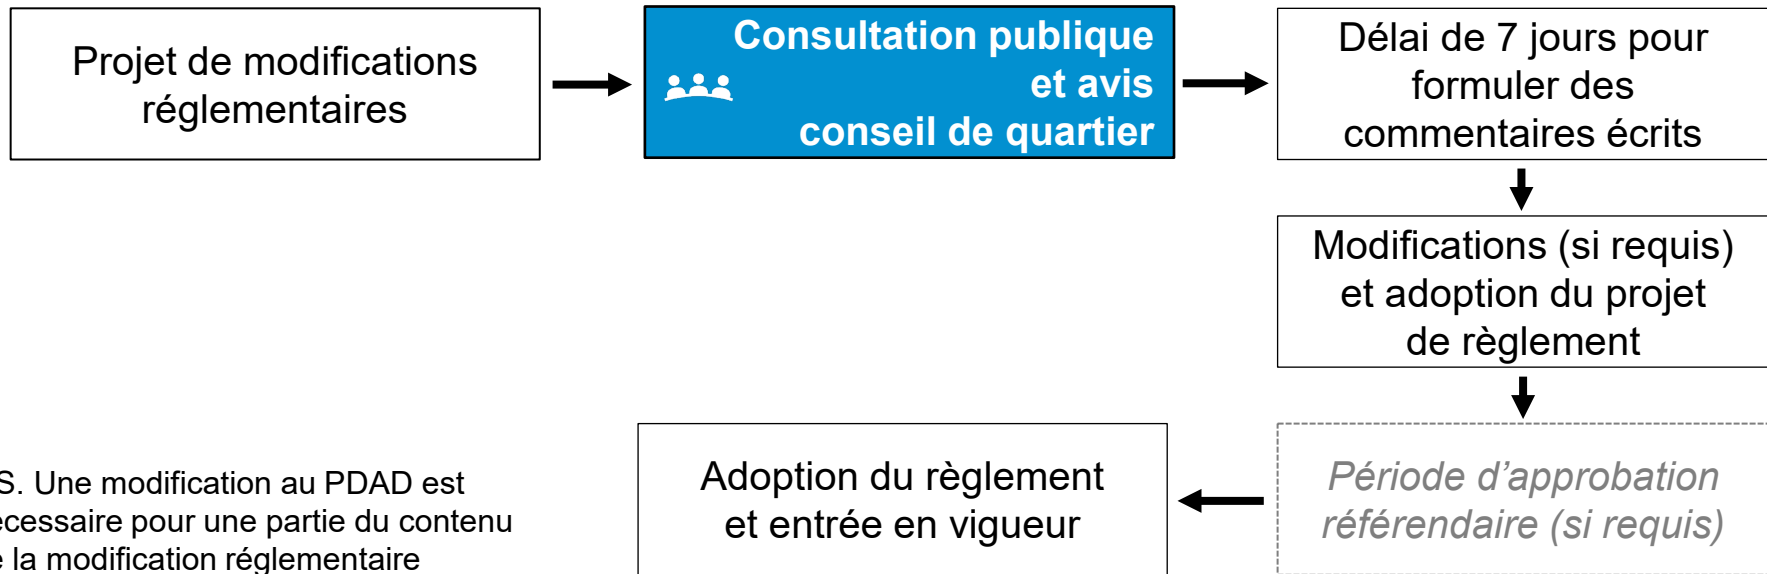 Projet de modifications
réglementaires
Consultation publique
et avis
conseil de quartier
Délai de 7 jours pour
formuler des
commentaires écrits
Modifications (si requis)
et adoption du projet
de règlement
Période d’approbation
référendaire (si requis)
Adoption du règlement
et entrée en vigueur
S. Une modification au PDAD est
cessaire pour une partie du contenu
la modification réglementaire